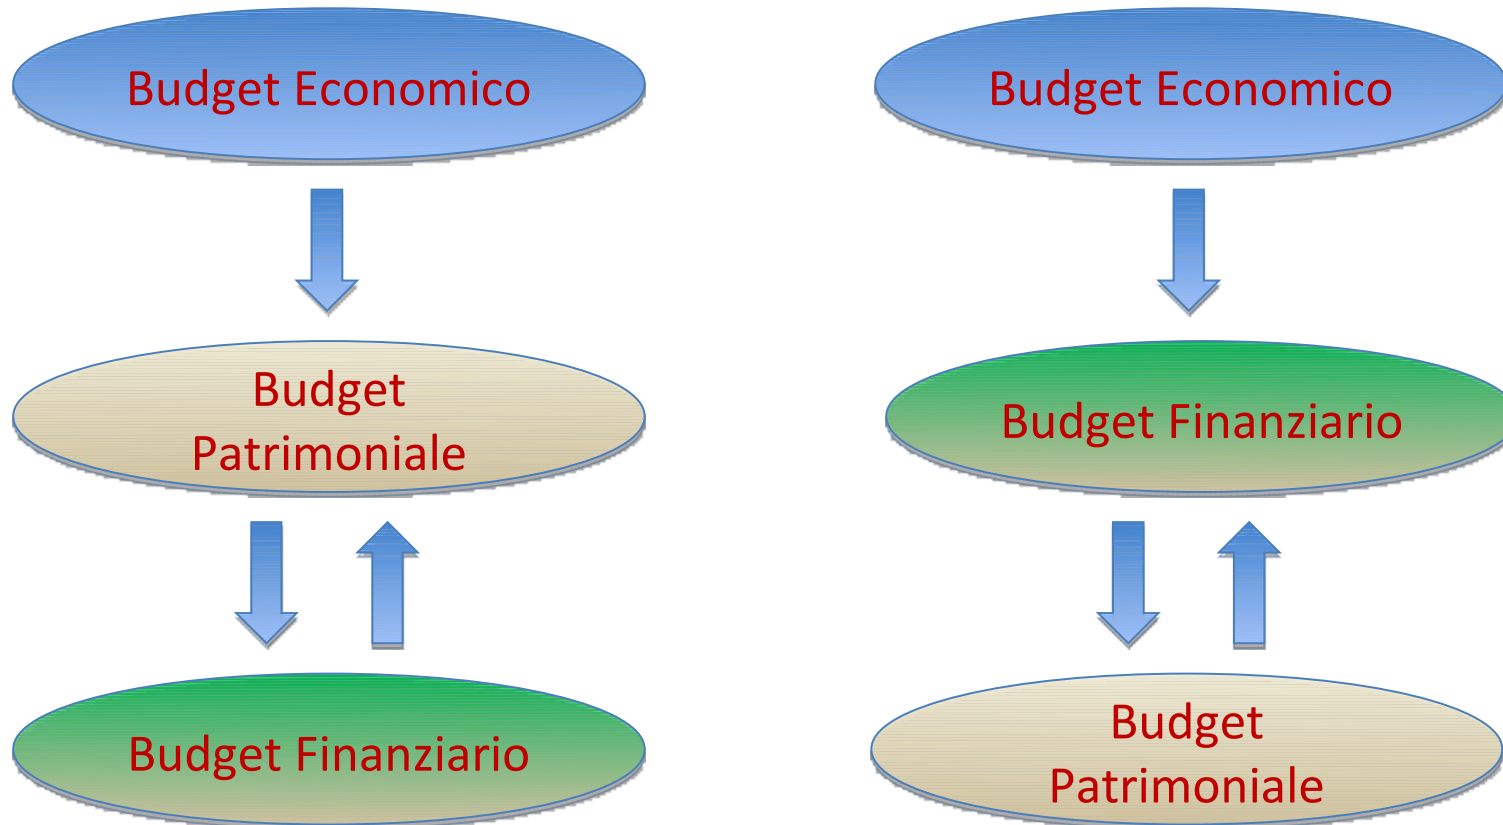 Budget Economico
Budget Economico
Budget
Patrimoniale
Budget Finanziario
Budget Finanziario
Budget
Patrimoniale